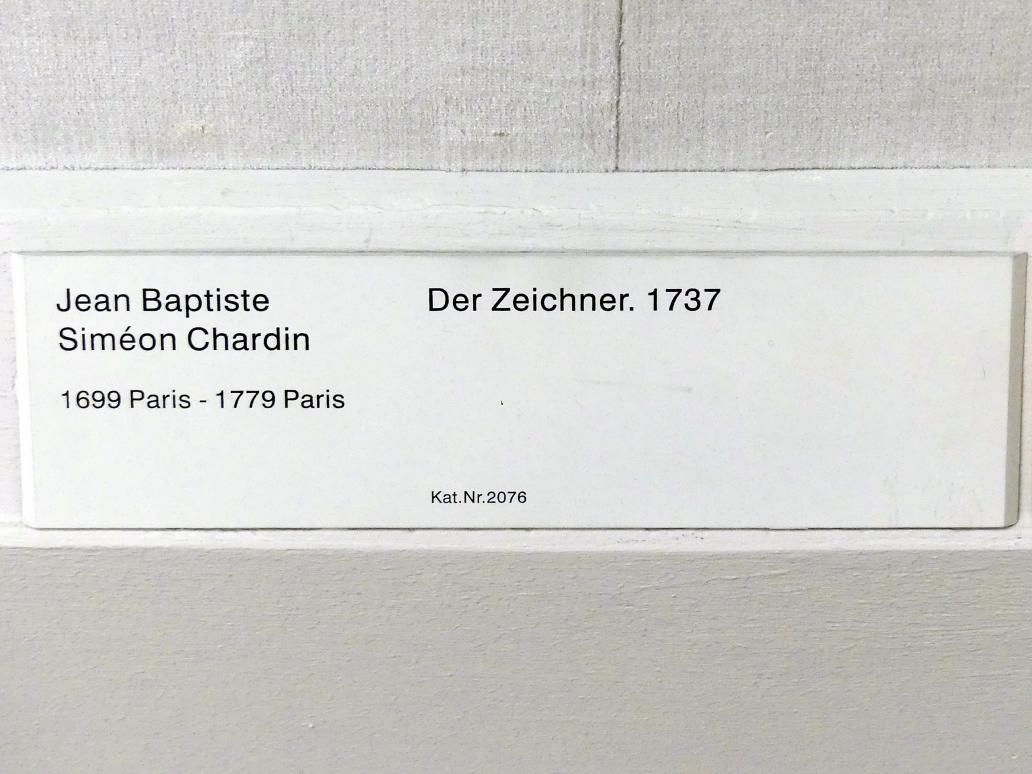 Jean Baptiste
Siméon Chardin
1699 Paris - 1779 Paris
Der Zeichner. 1737
Kat.Nr.2076